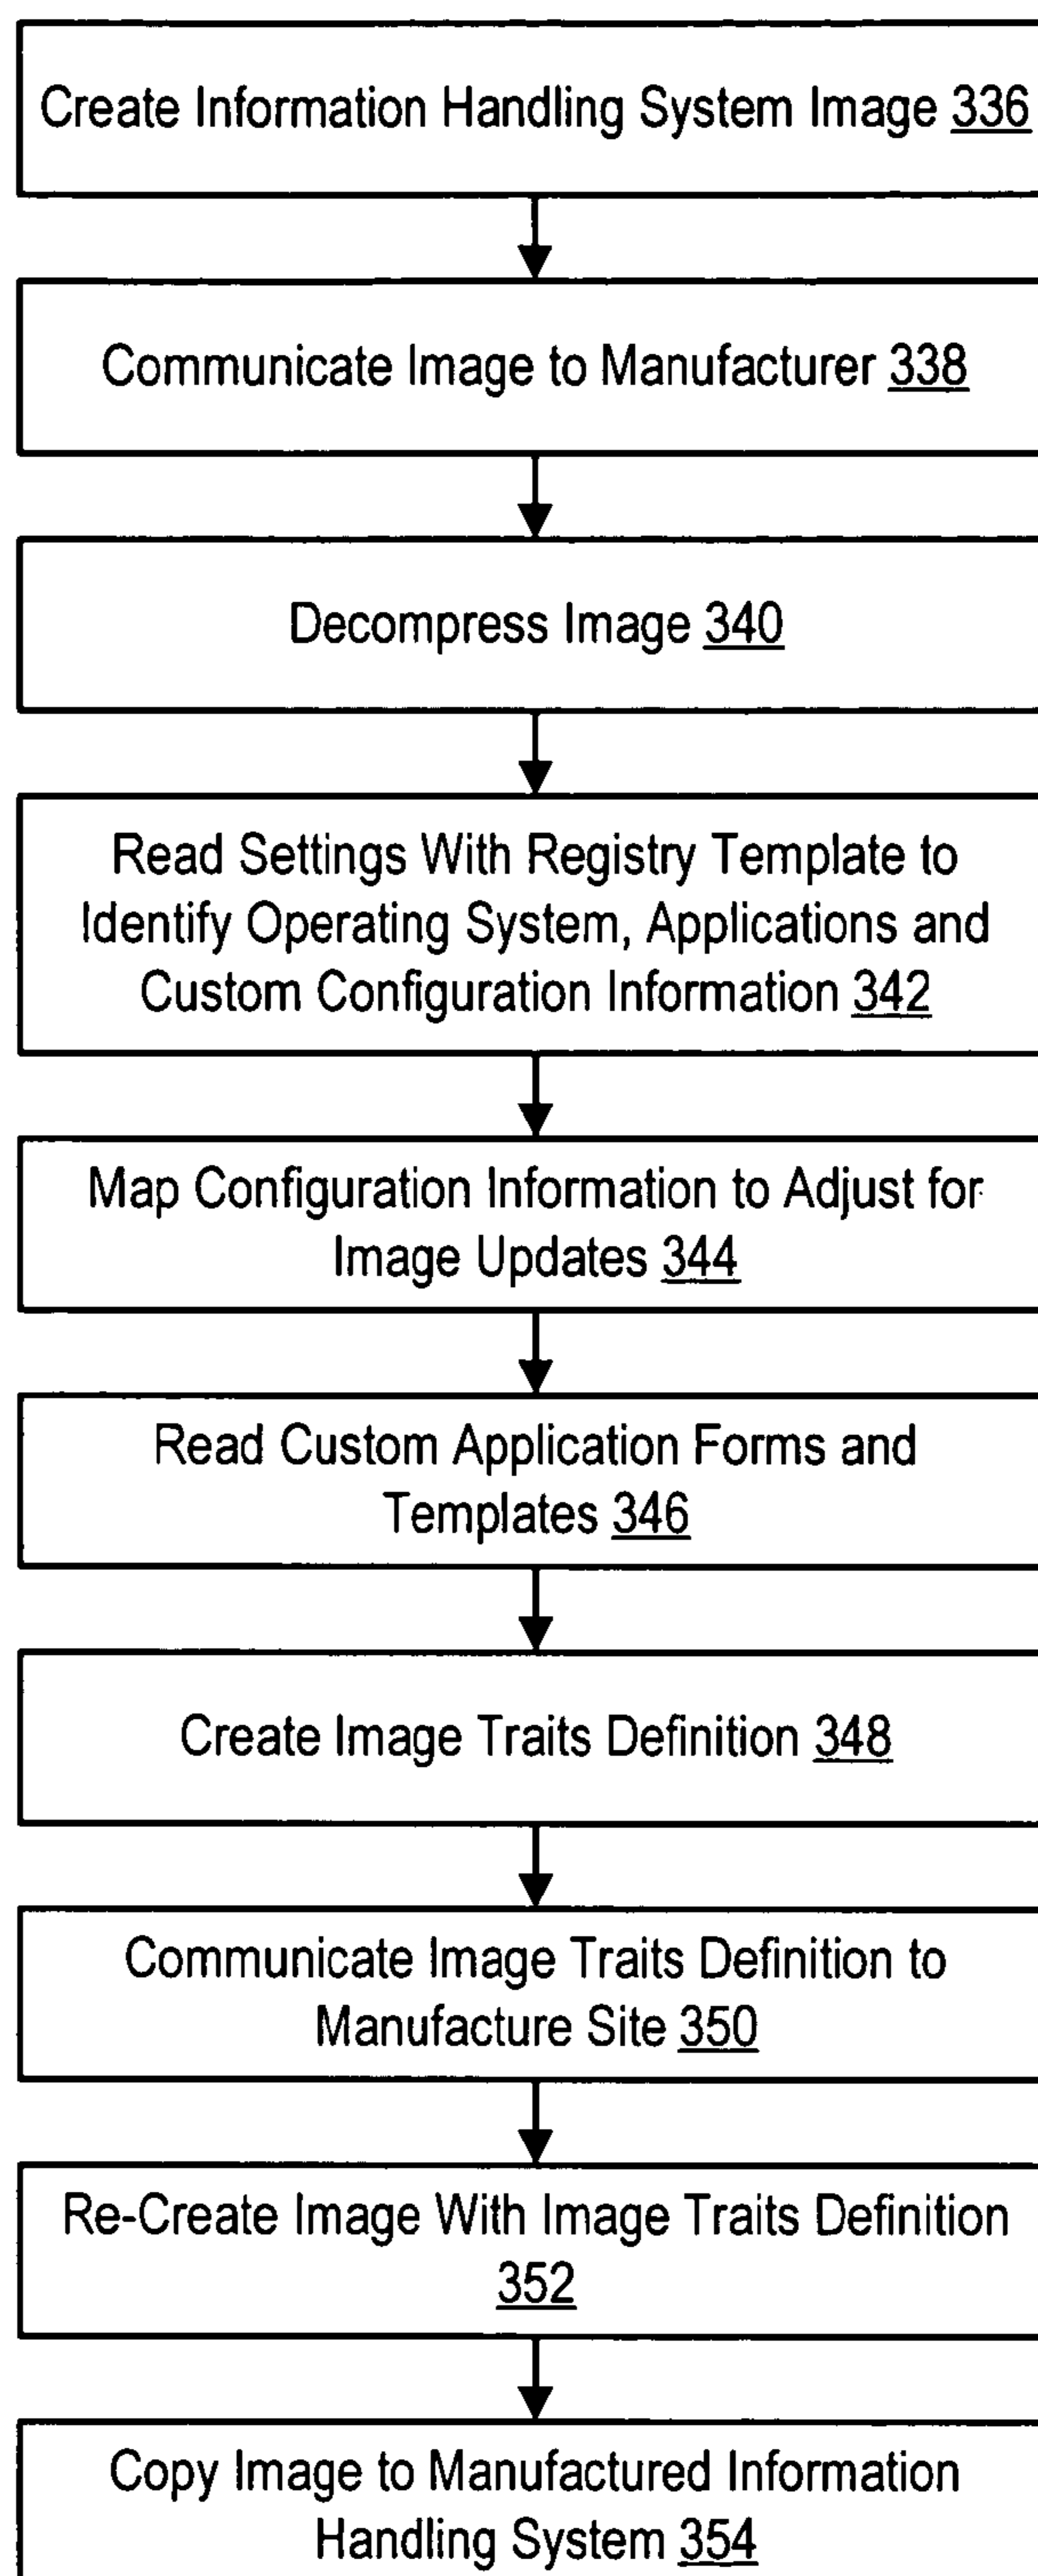 Create Information Handling System Image 336
Communicate Image to Manufacturer 338
Decompress Image 340
Read Settings With Registry Template to
Identify Operating System, Applications and
Custom Configuration Information 342
Map Configuration Information to Adjust for
Image Updates 344
Read Custom Application Forms and
Templates 346
Create Image Traits Definition 348
Communicate Image Traits Definition to
Manufacture Site 350
Re-Create Image With Image Traits Definition
352
Copy Image to Manufactured Information
Handling System 354